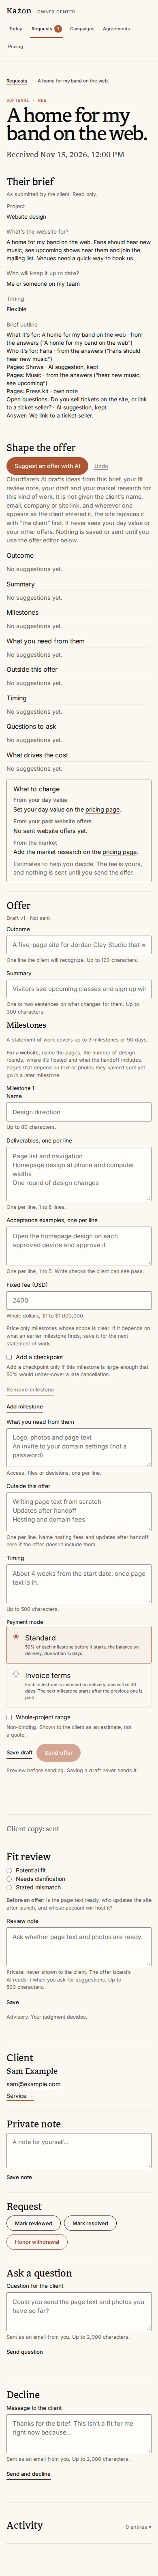 Kazon OWNER CENTER
Today Requests 2 Campaigns Agreements
Pricing
Requests A home for my band on the web.
SOFTWARE · NEW
A home for my
band on the web.
Received Nov 15, 2026, 12:00 PM
Their brief
As submitted by the client. Read only.
Project
Website design
What's the website for?
A home for my band on the web. Fans should hear new
music, see upcoming shows near them and join the
mailing list. Venues need a quick way to book us.
Who will keep it up to date?
Me or someone on my team
Timing
Flexible
Brief outline
What it's for: A home for my band on the web · from
the answers ("A home for my band on the web")
Who it's for: Fans · from the answers ("Fans should
hear new music")
Pages: Shows · AI suggestion, kept
Pages: Music · from the answers ("hear new music,
see upcoming")
Pages: Press kit · own note
Open questions: Do you sell tickets on the site, or link
to a ticket seller? · AI suggestion, kept
Answer: We link to a ticket seller.
Shape the offer
Suggest an offer with AI Undo
Cloudflare's AI drafts ideas from this brief, your fit
review note, your draft and your market research for
this kind of work. It is not given the client's name,
email, company or site link, and wherever one
appears as the client entered it, the site replaces it
with "the client" first. It never sees your day value or
your other offers. Nothing is saved or sent until you
use the offer editor below.
Outcome
No suggestions yet.
Summary
No suggestions yet.
Milestones
No suggestions yet.
What you need from them
No suggestions yet.
Outside this offer
No suggestions yet.
Timing
No suggestions yet.
Questions to ask
No suggestions yet.
What drives the cost
No suggestions yet.
What to charge
From your day value
Set your day value on the pricing page.
From your past website offers
No sent website offers yet.
From the market
Add the market research on the pricing page.
Estimates to help you decide. The fee is yours,
and nothing is sent until you send the offer.
Offer
Draft v1 · Not sent
Outcome
A five-page site for Jordan Clay Studio that w
One line the client will recognize. Up to 120 characters.
Summary
Visitors see upcoming classes and sign up wit
One or two sentences on what changes for them. Up to
300 characters.
Milestones
A statement of work covers up to 3 milestones or 90 days.
For a website, name the pages, the number of design
rounds, where it's hosted and what the handoff includes.
Pages that depend on text or photos they haven't sent yet
go in a later milestone.
Milestone 1
Name
Design direction
Up to 80 characters.
Deliverables, one per line
Page list and navigation
Homepage design at phone and computer
widths
One round of design changes
One per line, 1 to 8 lines.
Acceptance examples, one per line
Open the homepage design on each
approved device and approve it
One per line, 1 to 5. Write checks the client can see pass.
Fixed fee (USD)
2400
Whole dollars, $1 to $1,000,000.
Price only milestones whose scope is clear. If it depends on
what an earlier milestone finds, save it for the next
statement of work.
Add a checkpoint
Add a checkpoint only if this milestone is large enough that
50% would under-cover a late cancellation.
Remove milestone
Add milestone
What you need from them
Logo, photos and page text
An invite to your domain settings (not a
password)
Access, files or decisions, one per line.
Outside this offer
Writing page text from scratch
Updates after handoff
Hosting and domain fees
One per line. Name hosting fees and updates after handoff
here if the offer doesn't include them.
Timing
About 4 weeks from the start date, once page
text is in.
Up to 500 characters.
Payment mode
Standard
50% of each milestone before it starts, the balance on
delivery, due within 15 days.
Invoice terms
Each milestone is invoiced on delivery, due within 30
days. The next milestone starts after the previous one is
paid.
Whole-project range
Non-binding. Shown to the client as an estimate, not
a quote.
Save draft Send offer
Preview before sending. Saving a draft never sends it.
Client copy: sent
Fit review
Potential fit
Needs clarification
Stated mismatch
Before an offer: is the page text ready, who updates the site
after launch, and whose account will host it?
Review note
Ask whether page text and photos are ready.
Private: never shown to the client. The offer board's
AI reads it when you ask for suggestions. Up to
500 characters.
Save
Advisory. Your judgment decides.
Client
Sam Example
sam@example.com
Service →
Private note
A note for yourself...
Save note
Request
Mark reviewed Mark resolved
Honor withdrawal
Ask a question
Question for the client
Could you send the page text and photos you
have so far?
Sent as an email from you. Up to 2,000 characters.
Send question
Decline
Message to the client
Thanks for the brief. This isn't a fit for me
right now because...
Sent as an email from you. Up to 2,000 characters.
Send and decline
Activity 0 entries ▾